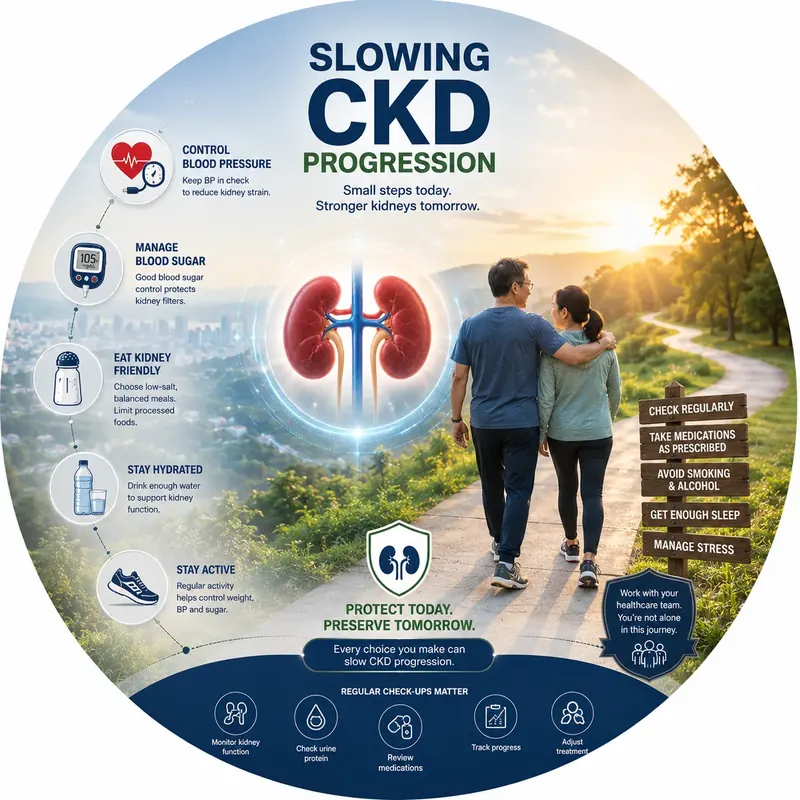 SLOWING
CKD
PROGRESSION
Small steps today.
Stronger kidneys tomorrow.
CONTROL
BLOOD PRESSURE
Keep BP in check
to reduce kidney strain.
105
mg/dL
MANAGE
BLOOD SUGAR
Good blood sugar
control protects
kidney filters.
EAT KIDNEY
FRIENDLY
Choose low-salt,
balanced meals.
Limit processed
foods.
STAY HYDRATED
Drink enough water
to support kidney
function.
STAY ACTIVE
Regular activity
helps control weight,
BP and sugar.
CHECK REGULARLY
TAKE MEDICATIONS
AS PRESCRIBED
AVOID SMOKING
& ALCOHOL
GET ENOUGH SLEEP
MANAGE STRESS
PROTECT TODAY.
PRESERVE TOMORROW.
Every choice you make can
slow CKD progression.
Work with your
healthcare team.
You're not alone
in this journey.
REGULAR CHECK-UPS MATTER
Monitor kidney
function
Check urine
protein
Review
medications
Track progress
Adjust
treatment